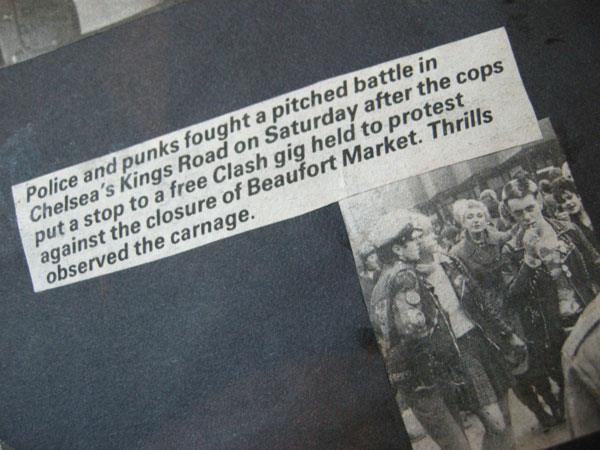 Police and punks fought a pitched battle in
Chelsea's Kings Road on Saturday after the cops
put a stop to a free Clash gig held to protest
against the closure of Beaufort Market. Thrills
observed the carnage.